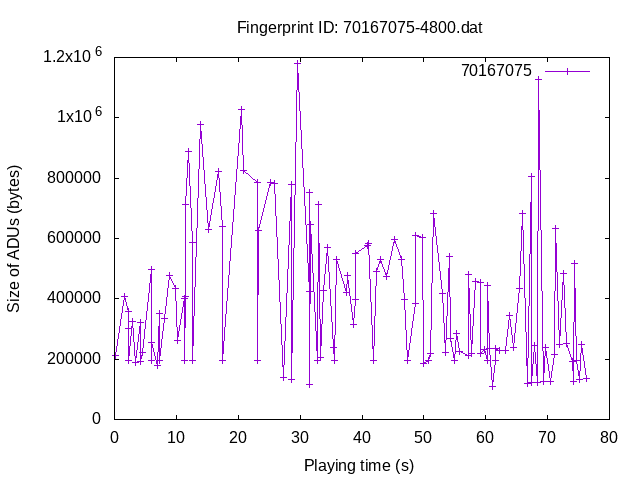 Fingerprint ID: 70167075-4800.dat
70167075
1.2x10^6
1x10^6
800000
600000
400000
200000
0
Size of ADUs (bytes)
0 10 20 30 40 50 60 70 80
Playing time (s)